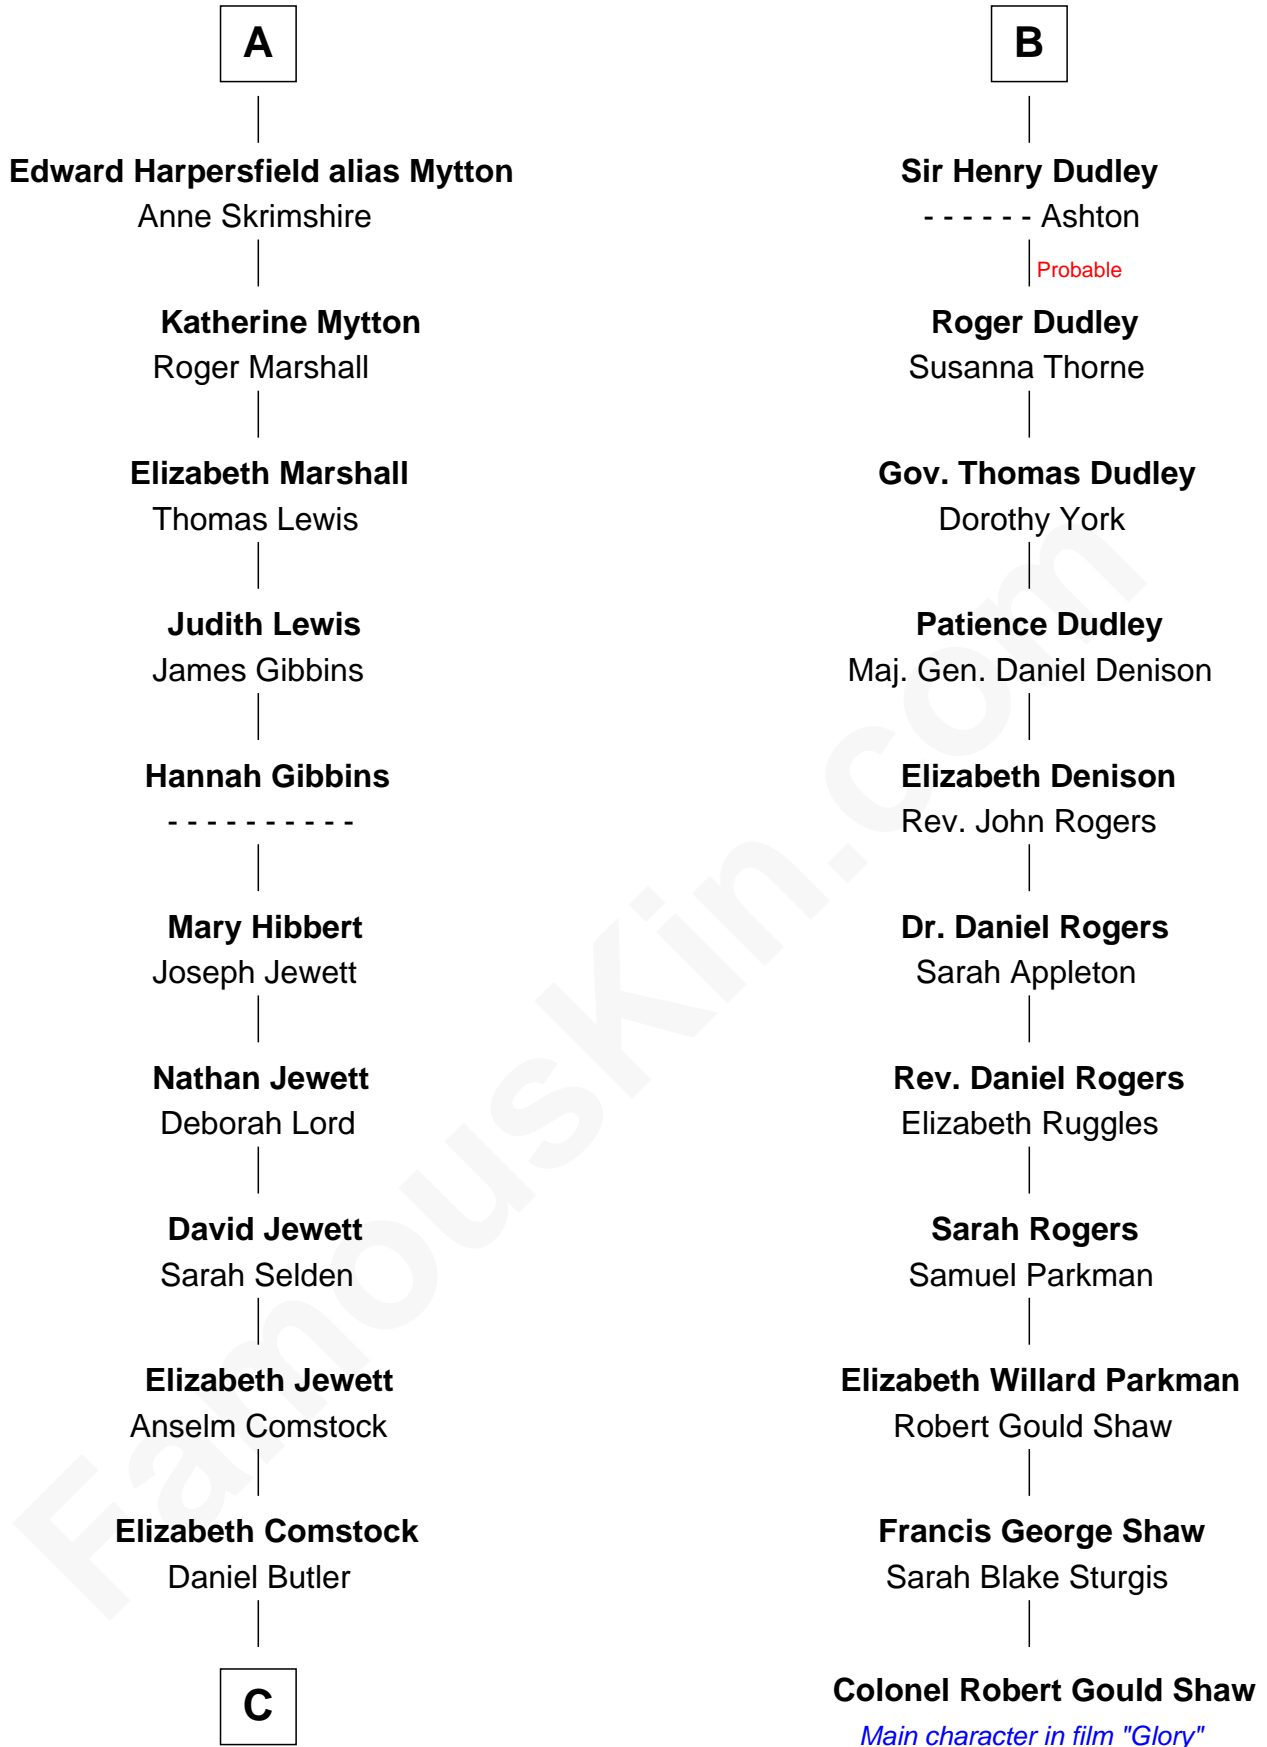 A
Edward Harpersfield alias Mytton
Anne Skrimshire
Katherine Mytton
Roger Marshall
Elizabeth Marshall
Thomas Lewis
Judith Lewis
James Gibbins
Hannah Gibbins
- - - - - - - - - -
Mary Hibbert
Joseph Jewett
Nathan Jewett
Deborah Lord
David Jewett
Sarah Selden
Elizabeth Jewett
Anselm Comstock
Elizabeth Comstock
Daniel Butler
C
B
Sir Henry Dudley
- - - - - - Ashton
Probable
Roger Dudley
Susanna Thorne
Gov. Thomas Dudley
Dorothy York
Patience Dudley
Maj. Gen. Daniel Denison
Elizabeth Denison
Rev. John Rogers
Dr. Daniel Rogers
Sarah Appleton
Rev. Daniel Rogers
Elizabeth Ruggles
Sarah Rogers
Samuel Parkman
Elizabeth Willard Parkman
Robert Gould Shaw
Francis George Shaw
Sarah Blake Sturgis
Colonel Robert Gould Shaw
Main character in film "Glory"
FamousKin.com